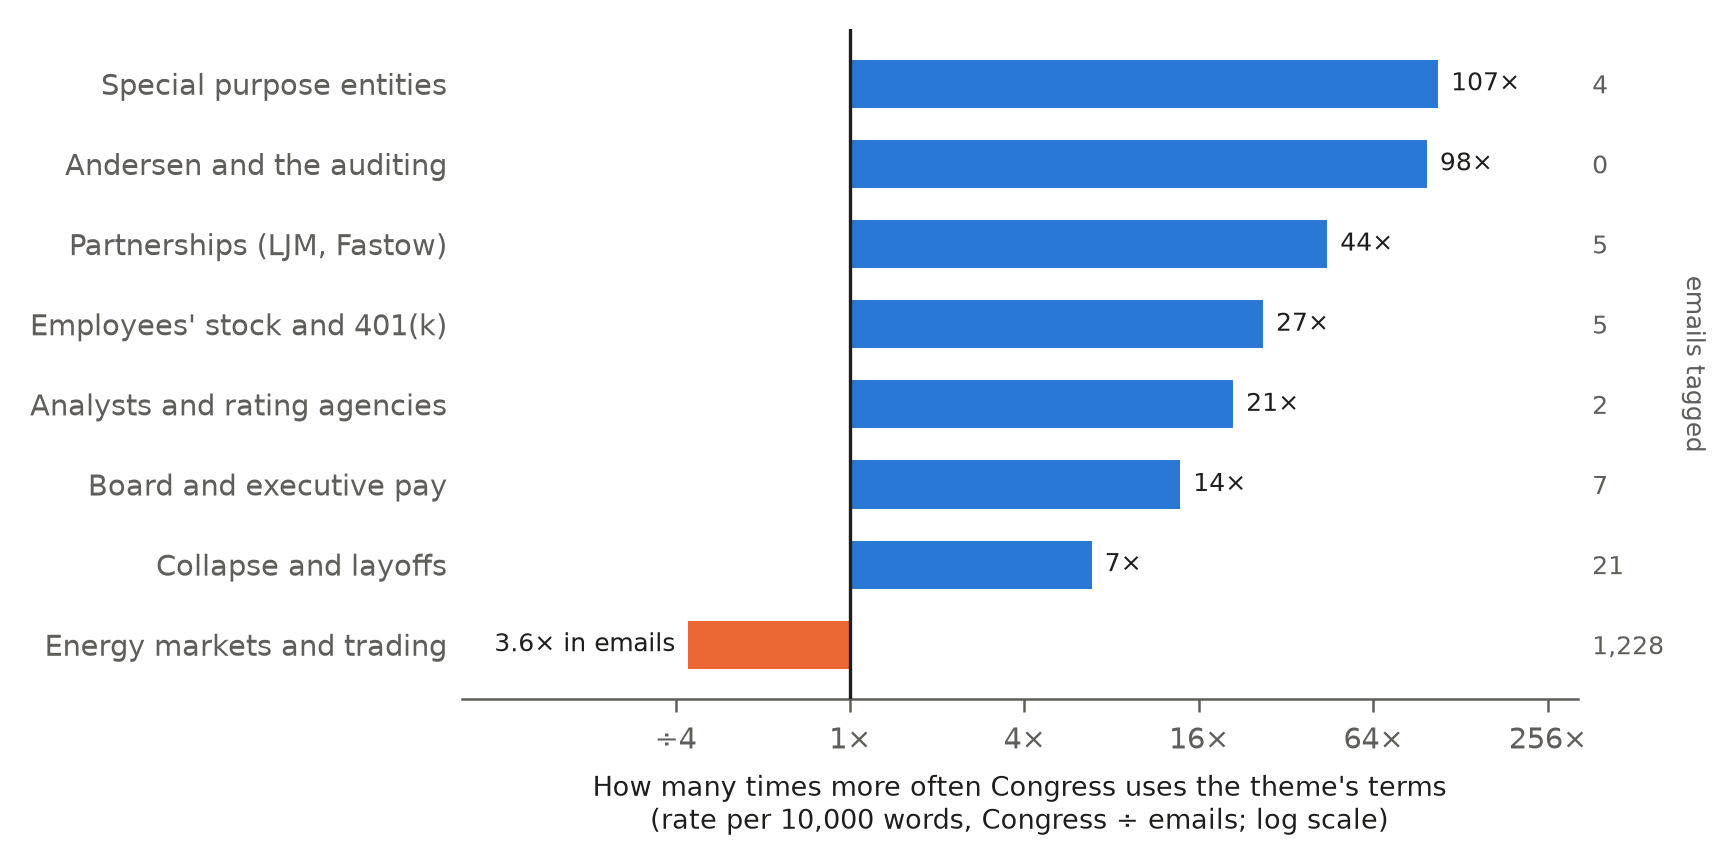 Special purpose entities 107× 4
Andersen and the auditing 98× 0
Partnerships (LJM, Fastow) 44× 5
Employees' stock and 401(k) 27× 5
Analysts and rating agencies 21× 2
Board and executive pay 14× 7
Collapse and layoffs 7× 21
Energy markets and trading 3.6× in emails 1,228
emails tagged
÷4 1× 4× 16× 64× 256×
How many times more often Congress uses the theme's terms
(rate per 10,000 words, Congress ÷ emails; log scale)